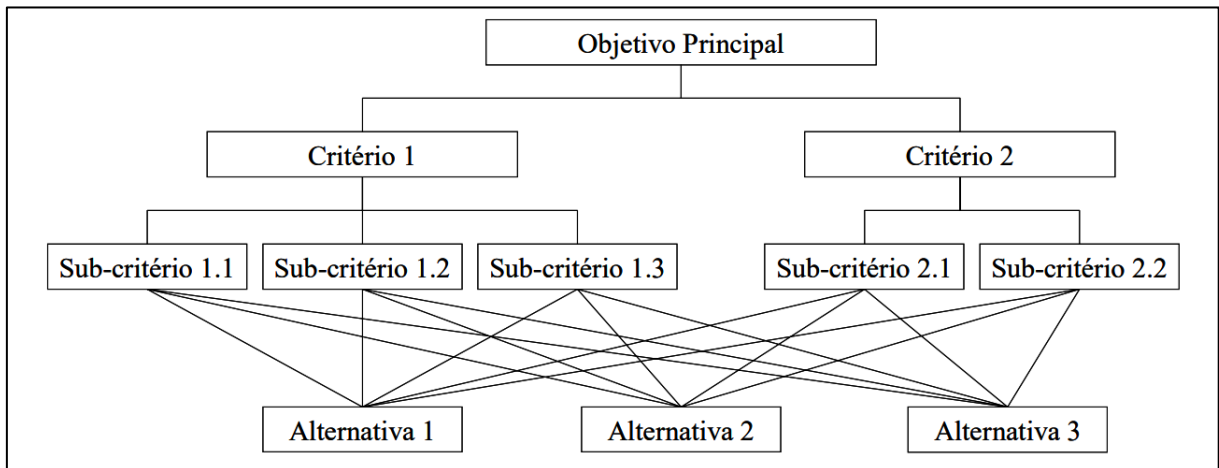 Objetivo Principal
Critério 1
Critério 2
Sub-critério 1.1
Sub-critério 1.2
Sub-critério 1.3
Sub-critério 2.1
Sub-critério 2.2
Alternativa 1
Alternativa 2
Alternativa 3